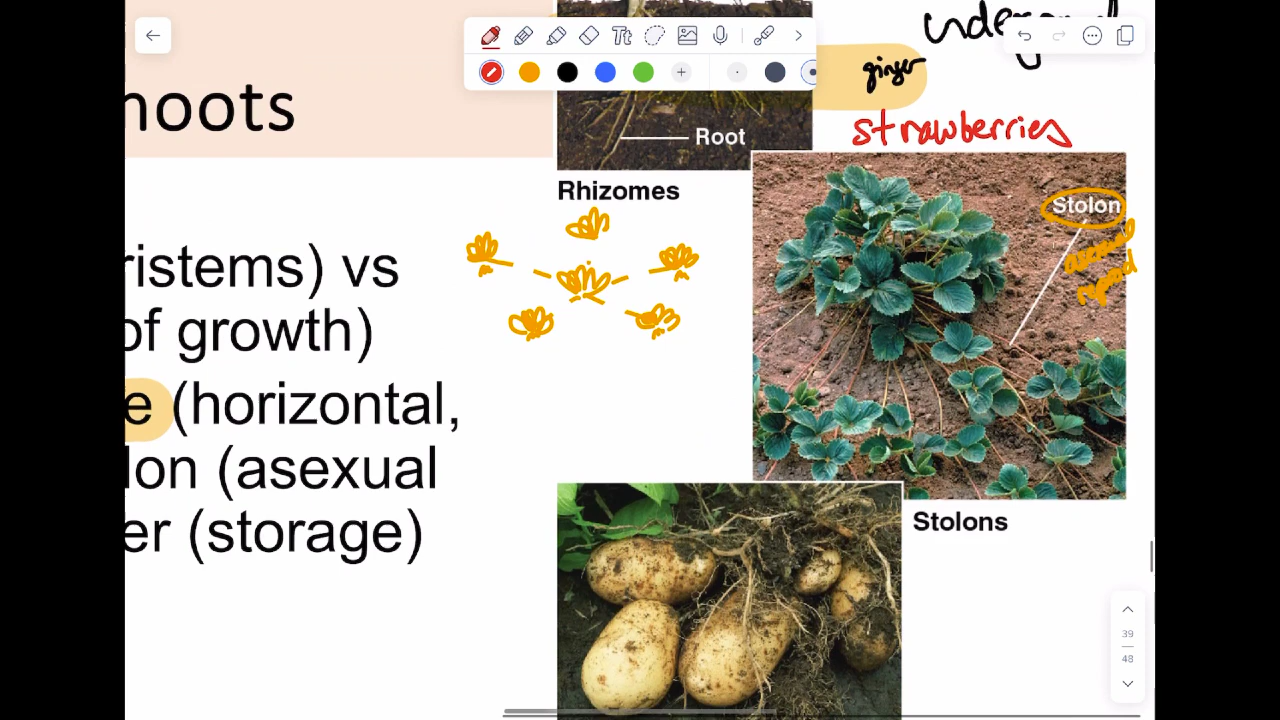 hoots
ristems) vs
of growth)
e (horizontal,
lon (asexual
er (storage)
Root
Rhizomes
ginger
strawberries
Stolon
asexual
Stolons
Tt
39
48